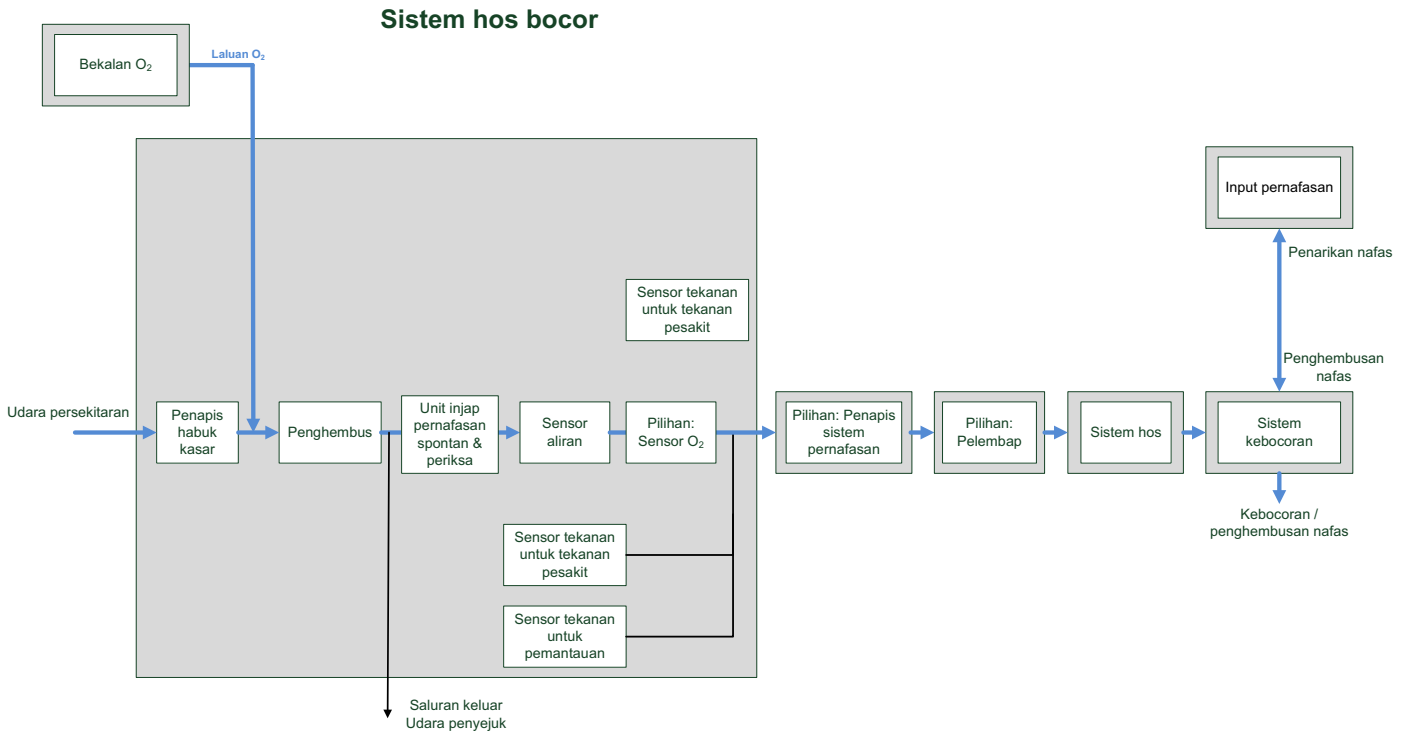 Sistem hos bocor
Bekalan O₂
Laluan O₂
Input pernafasan
Penarikan nafas
Penghembusan
nafas
Sensor tekanan
untuk tekanan
pesakit
Udara persekitaran
Penapis
habuk
kasar
Penghembus
Unit injap
pernafasan
spontan &
periksa
Sensor
aliran
Pilihan:
Sensor O₂
Pilihan: Penapis
sistem
pernafasan
Pilihan:
Pelembap
Sistem hos
Sistem
kebocoran
Kebocoran /
penghembusan nafas
Sensor tekanan
untuk tekanan
pesakit
Sensor tekanan
untuk
pemantauan
Saluran keluar
Udara penyejuk